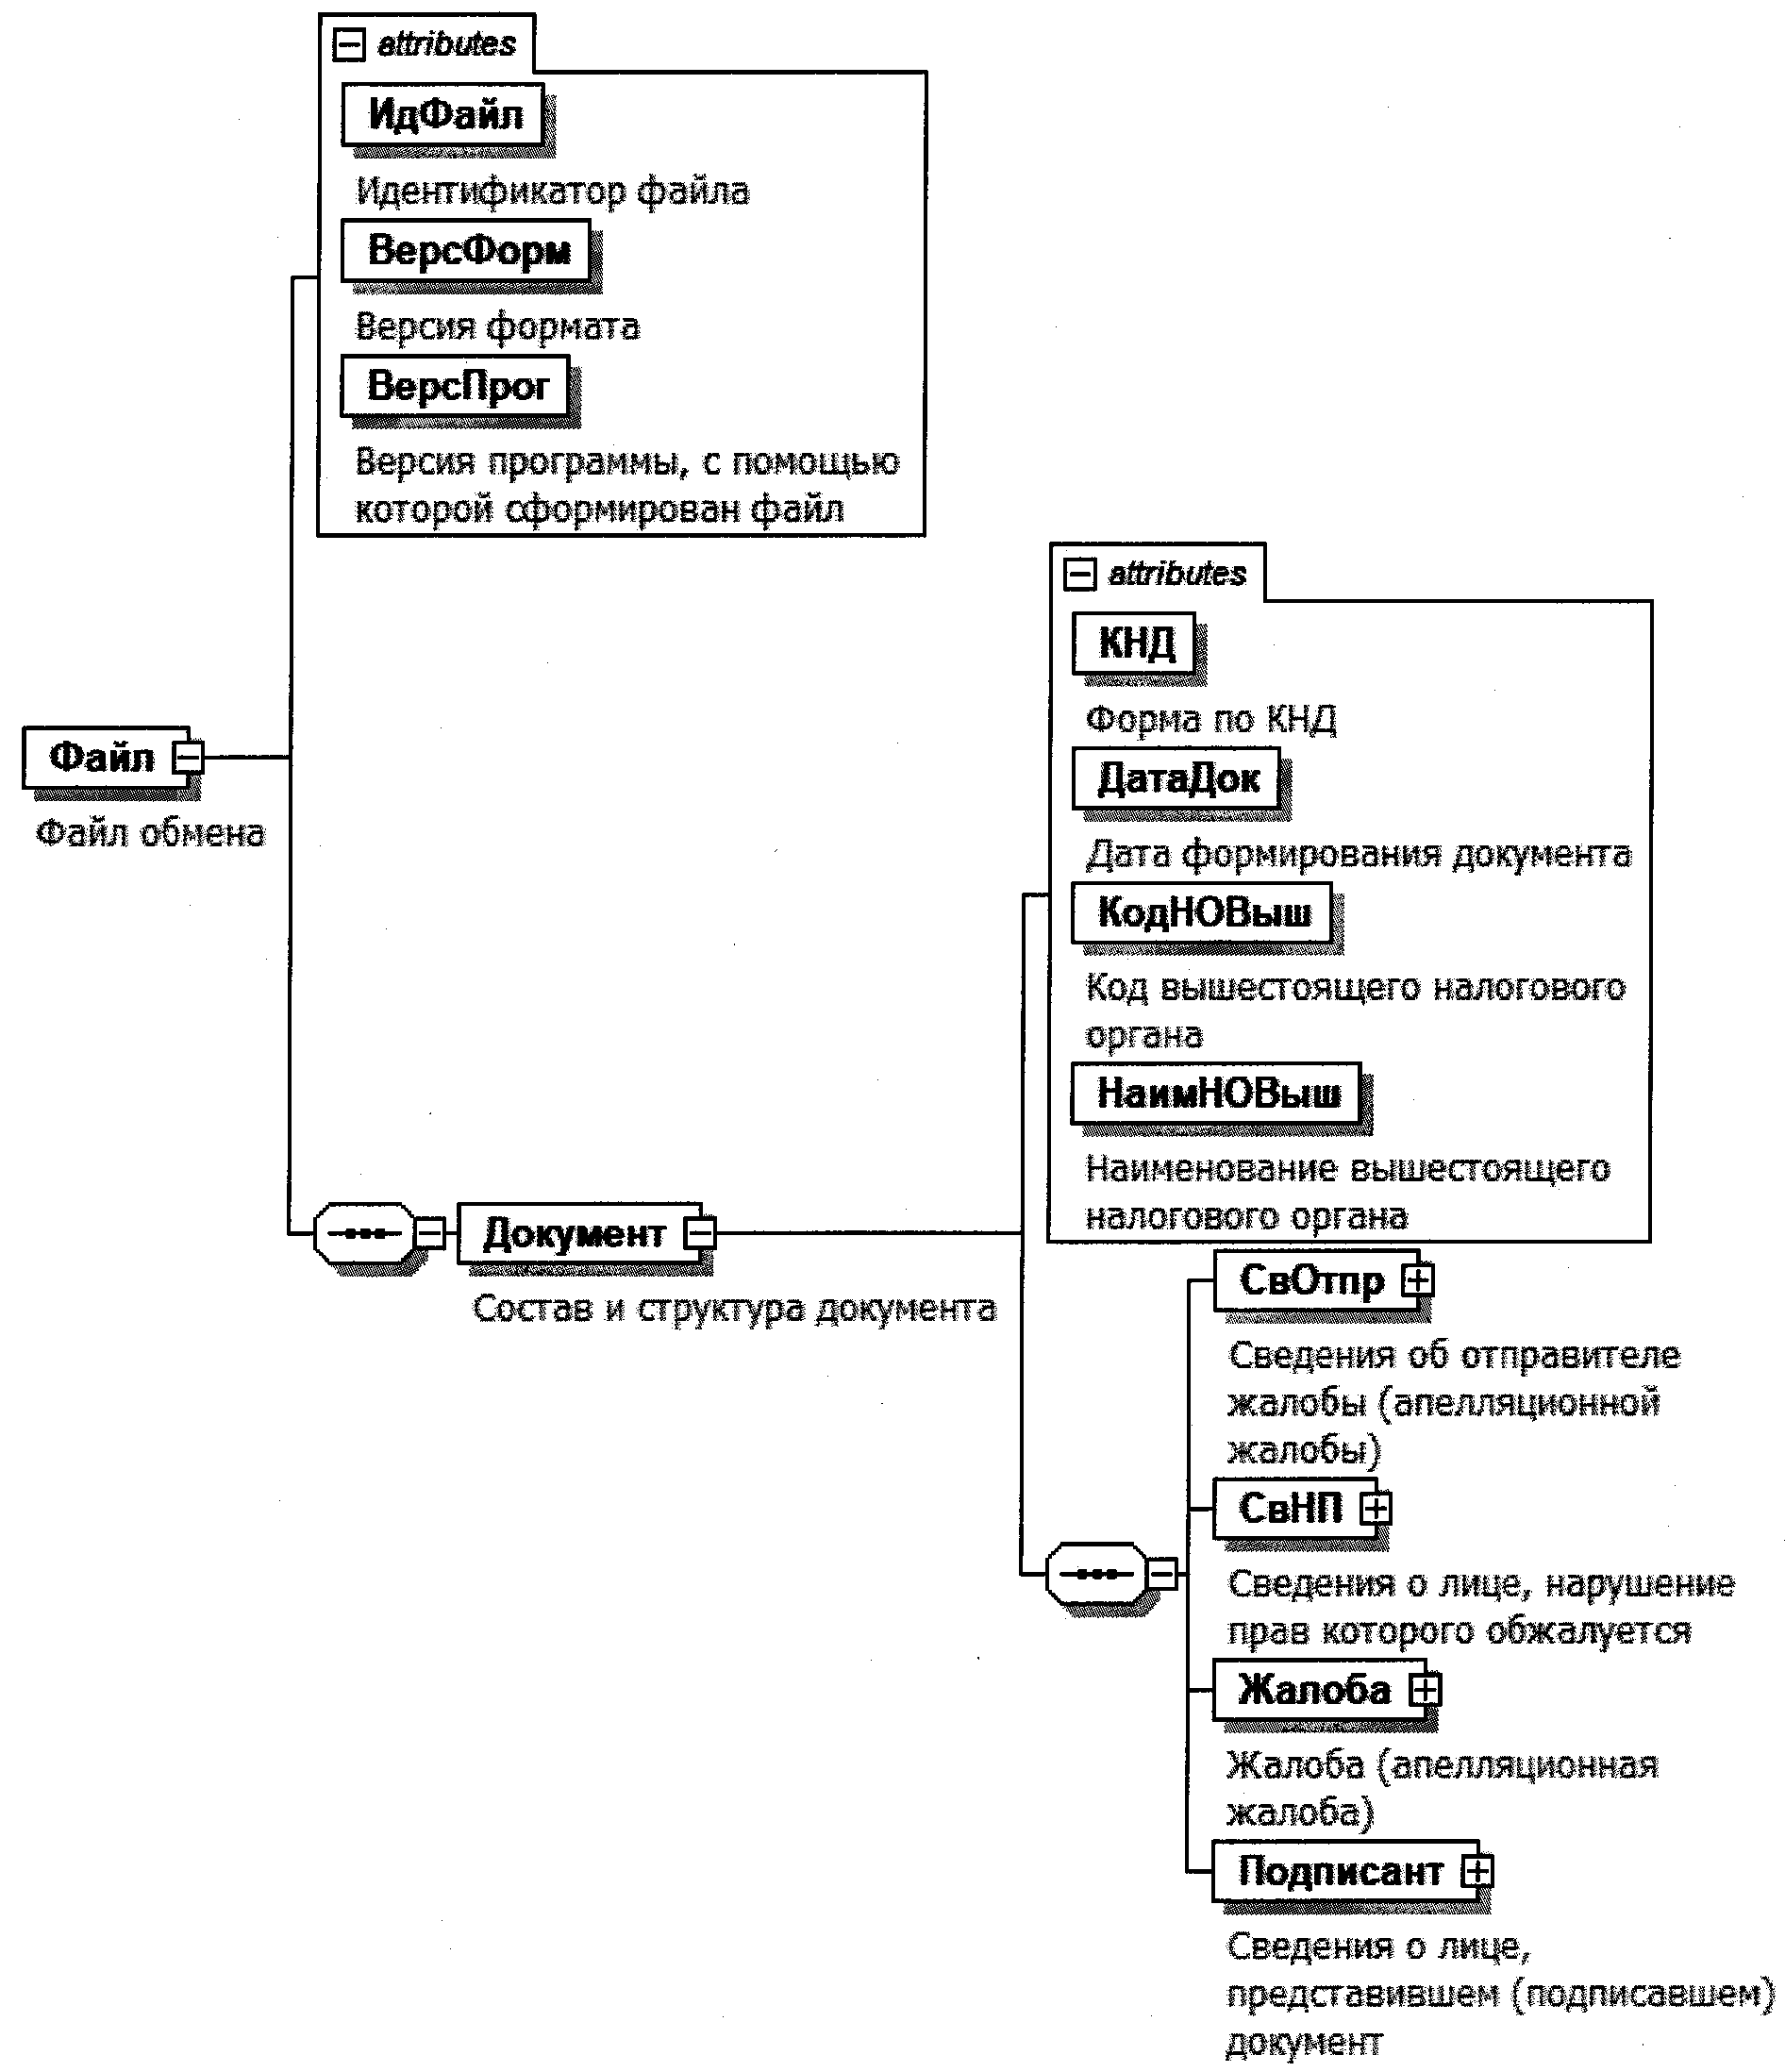 attributes
ИдФайл
Идентификатор файла
ВерсФорм
Версия формата
ВерсПрог
Версия программы, с помощью
которой сформирован файл
Файл
Файл обмена
attributes
КНД
Форма по КНД
ДатаДок
Дата формирования документа
КодНОВыш
Код вышестоящего налогового
органа
НаимНОВыш
Наименование вышестоящего
налогового органа
Документ
Состав и структура документа
СвОтпр
Сведения об отправителе
жалобы (апелляционной
жалобы)
СвНП
Сведения о лице, нарушение
прав которого обжалуется
Жалоба
Жалоба (апелляционная
жалоба)
Подписант
Сведения о лице,
представившем (подписавшем)
документ